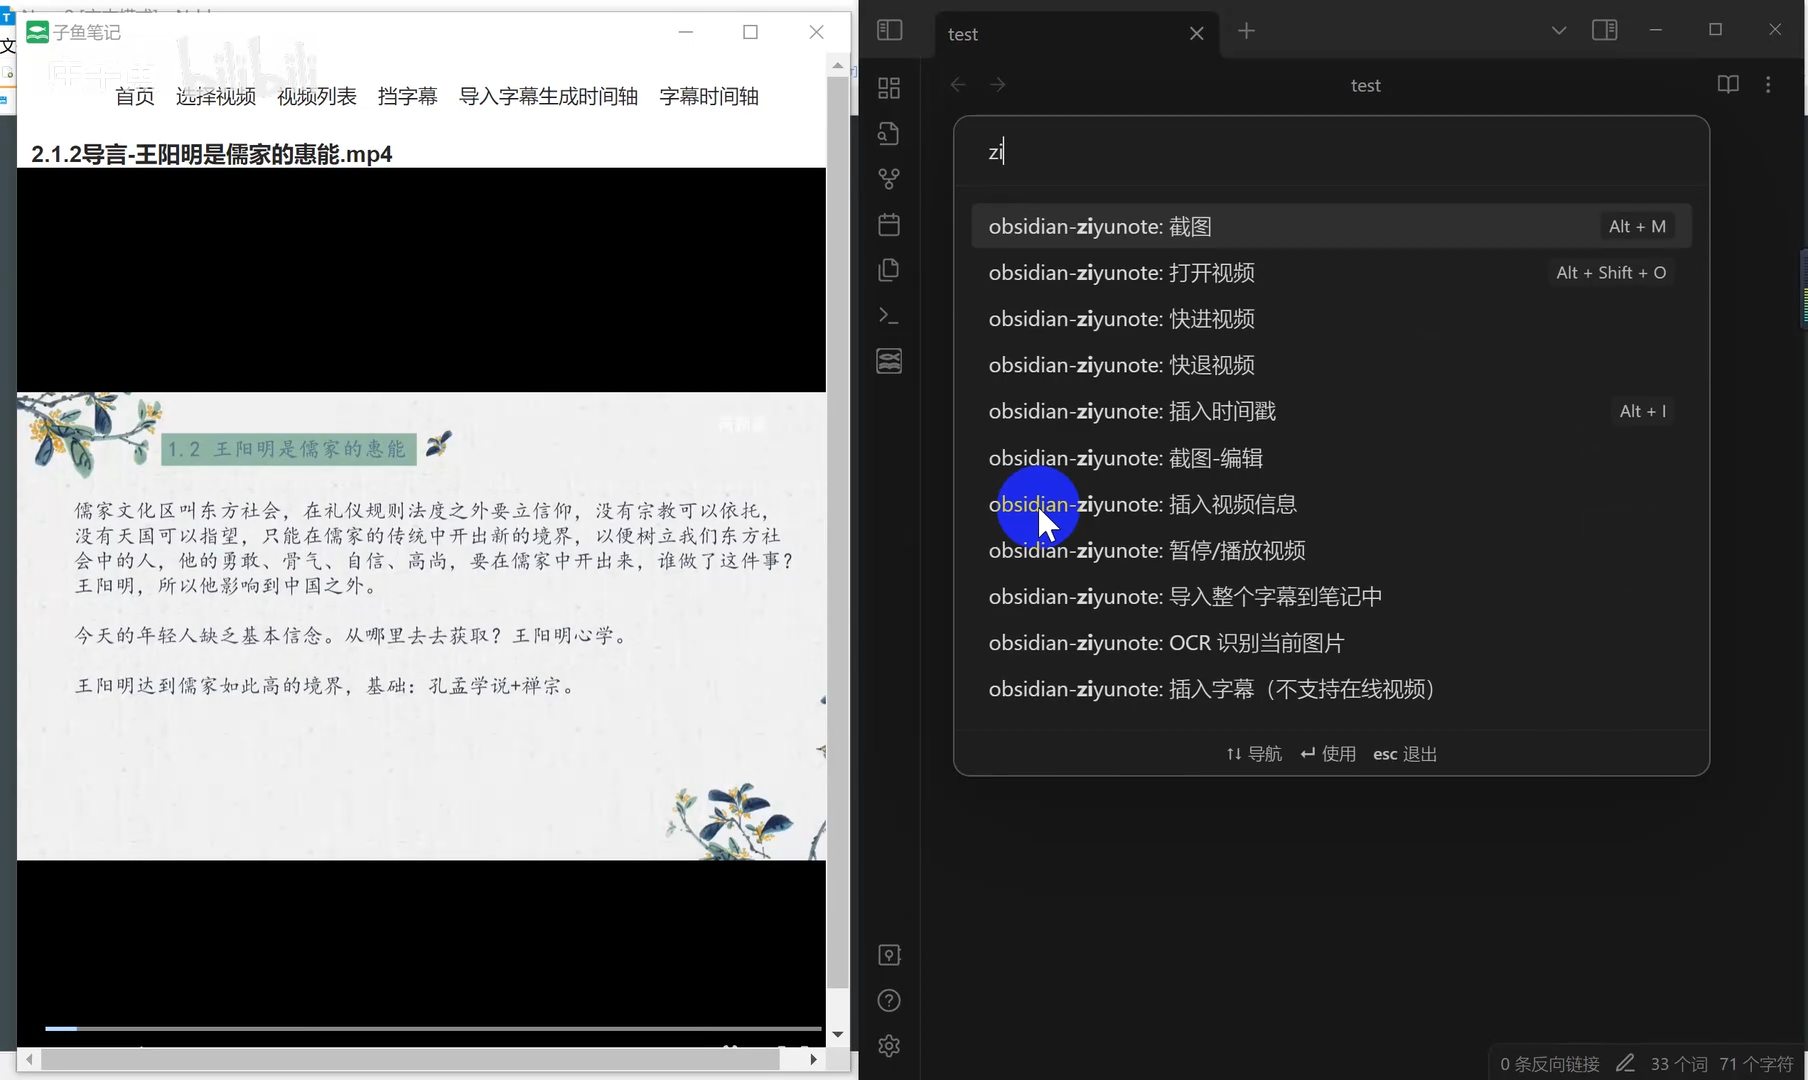 子鱼笔记
bilibili
首页 选择视频 视频列表 挡字幕 导入字幕生成时间轴 字幕时间轴
2.1.2导言-王阳明是儒家的惠能.mp4
1.2 王阳明是儒家的惠能
儒家文化区叫东方社会，在礼仪规则法度之外要立信仰，没有宗教可以依托，
没有天国可以指望，只能在儒家的传统中开出新的境界，以便树立我们东方社
会中的人，他的勇敢、骨气、自信、高尚，要在儒家中开出来，谁做了这件事？
王阳明，所以他影响到中国之外。
今天的年轻人缺乏基本信念。从哪里去去获取？王阳明心学。
王阳明达到儒家如此高的境界，基础：孔孟学说+禅宗。
test
test
zi
obsidian-ziyunote: 截图 Alt + M
obsidian-ziyunote: 打开视频 Alt + Shift + O
obsidian-ziyunote: 快进视频
obsidian-ziyunote: 快退视频
obsidian-ziyunote: 插入时间戳 Alt + I
obsidian-ziyunote: 截图-编辑
obsidian-ziyunote: 插入视频信息
obsidian-ziyunote: 暂停/播放视频
obsidian-ziyunote: 导入整个字幕到笔记中
obsidian-ziyunote: OCR 识别当前图片
obsidian-ziyunote: 插入字幕（不支持在线视频）
↑↓ 导航 ↵ 使用 esc 退出
0 条反向链接 33 个词 71 个字符